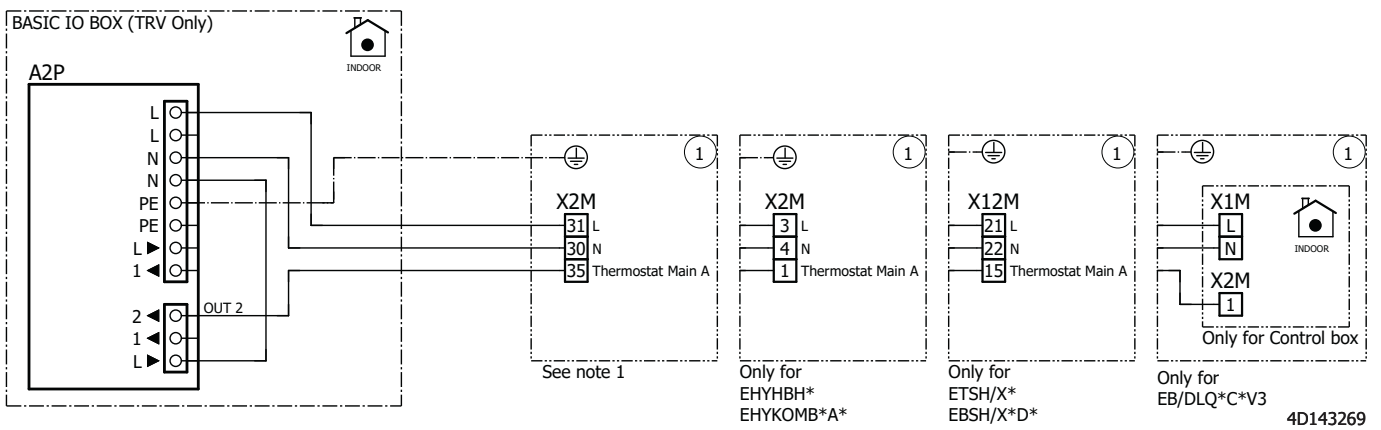 BASIC IO BOX (TRV Only)
INDOOR
A2P
L
L
N
N
PE
PE
L ▶
1 ◀
2 ◀
1 ◀
L ▶
OUT 2
1
X2M
31 L
30 N
35 Thermostat Main A
See note 1
1
X2M
3 L
4 N
1 Thermostat Main A
Only for
EHYHBH*
EHYKOMB*A*
1
X12M
21 L
22 N
15 Thermostat Main A
Only for
ETSH/X*
EBSH/X*D*
1
X1M
L
N
INDOOR
X2M
1
Only for Control box
Only for
EB/DLQ*C*V3
4D143269